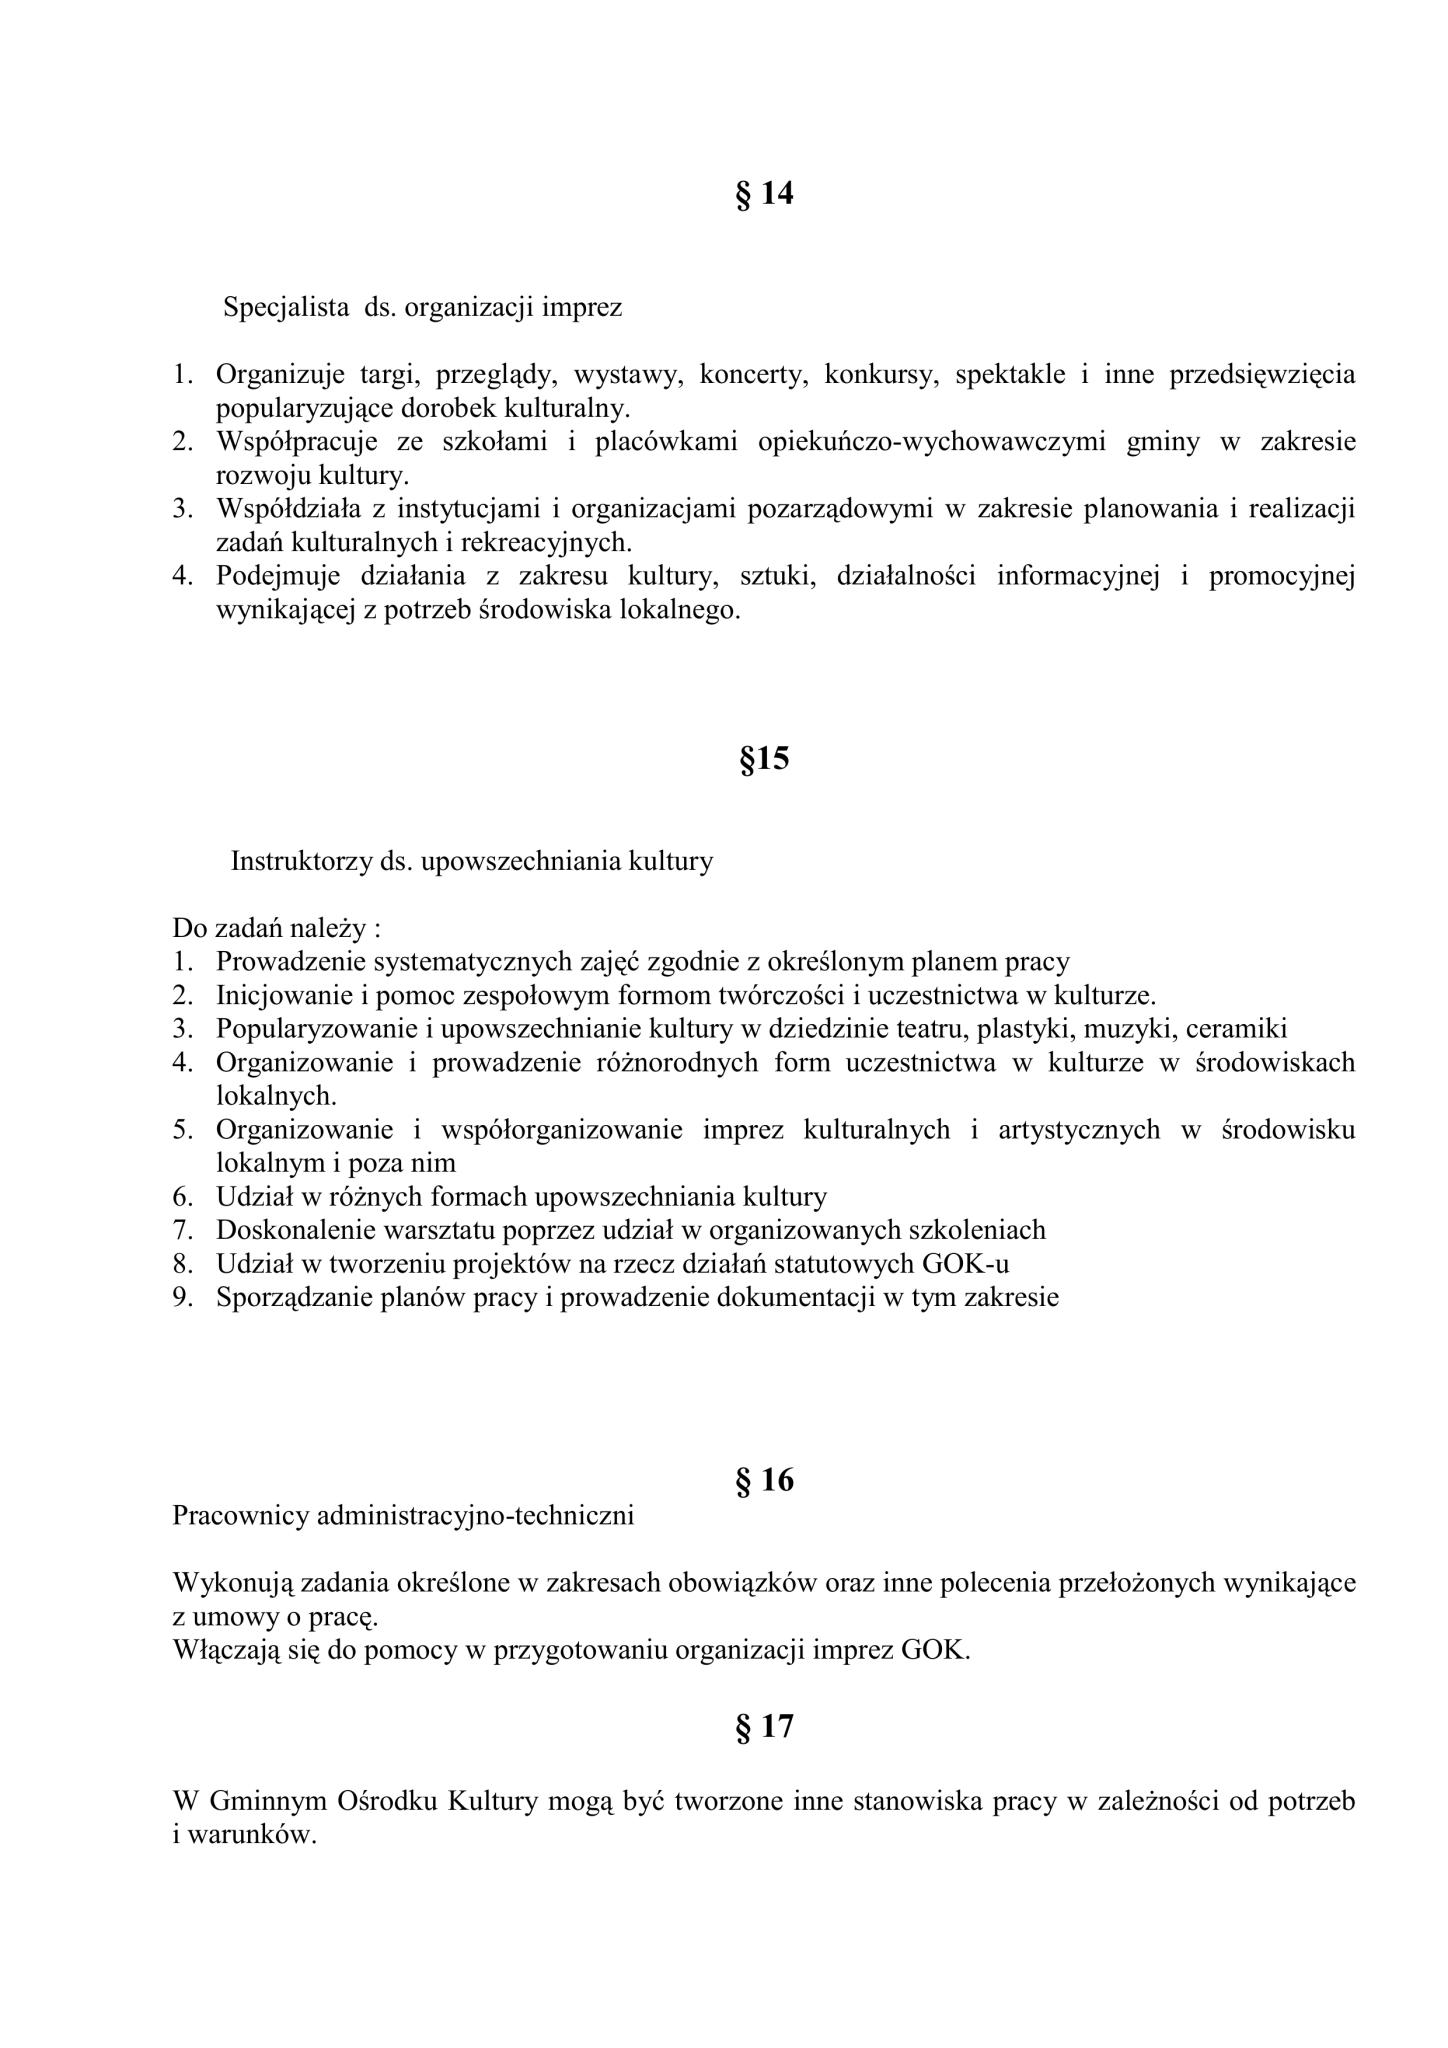 § 14
Specjalista  ds. organizacji imprez
1. Organizuje targi, przeglądy, wystawy, koncerty, konkursy, spektakle i inne przedsięwzięcia
popularyzujące dorobek kulturalny.
2. Współpracuje ze szkołami i placówkami opiekuńczo-wychowawczymi gminy w zakresie
rozwoju kultury.
3. Współdziała z instytucjami i organizacjami pozarządowymi w zakresie planowania i realizacji
zadań kulturalnych i rekreacyjnych.
4. Podejmuje działania z zakresu kultury, sztuki, działalności informacyjnej i promocyjnej
wynikającej z potrzeb środowiska lokalnego.
§15
Instruktorzy ds. upowszechniania kultury
Do zadań należy :
1. Prowadzenie systematycznych zajęć zgodnie z określonym planem pracy
2. Inicjowanie i pomoc zespołowym formom twórczości i uczestnictwa w kulturze.
3. Popularyzowanie i upowszechnianie kultury w dziedzinie teatru, plastyki, muzyki, ceramiki
4. Organizowanie i prowadzenie różnorodnych form uczestnictwa w kulturze w środowiskach
lokalnych.
5. Organizowanie i współorganizowanie imprez kulturalnych i artystycznych w środowisku
lokalnym i poza nim
6. Udział w różnych formach upowszechniania kultury
7. Doskonalenie warsztatu poprzez udział w organizowanych szkoleniach
8. Udział w tworzeniu projektów na rzecz działań statutowych GOK-u
9. Sporządzanie planów pracy i prowadzenie dokumentacji w tym zakresie
§ 16
Pracownicy administracyjno-techniczni
Wykonują zadania określone w zakresach obowiązków oraz inne polecenia przełożonych wynikające
z umowy o pracę.
Włączają się do pomocy w przygotowaniu organizacji imprez GOK.
§ 17
W Gminnym Ośrodku Kultury mogą być tworzone inne stanowiska pracy w zależności od potrzeb
i warunków.